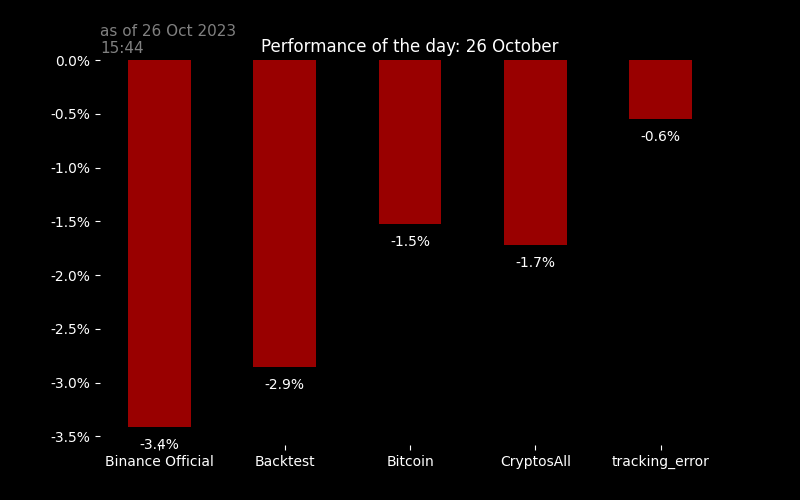 as of 26 Oct 2023
15:44
Performance of the day: 26 October
0.0%
-0.5%
-1.0%
-1.5%
-2.0%
-2.5%
-3.0%
-3.5%
-3.4%
-2.9%
-1.5%
-1.7%
-0.6%
Binance Official
Backtest
Bitcoin
CryptosAll
tracking_error